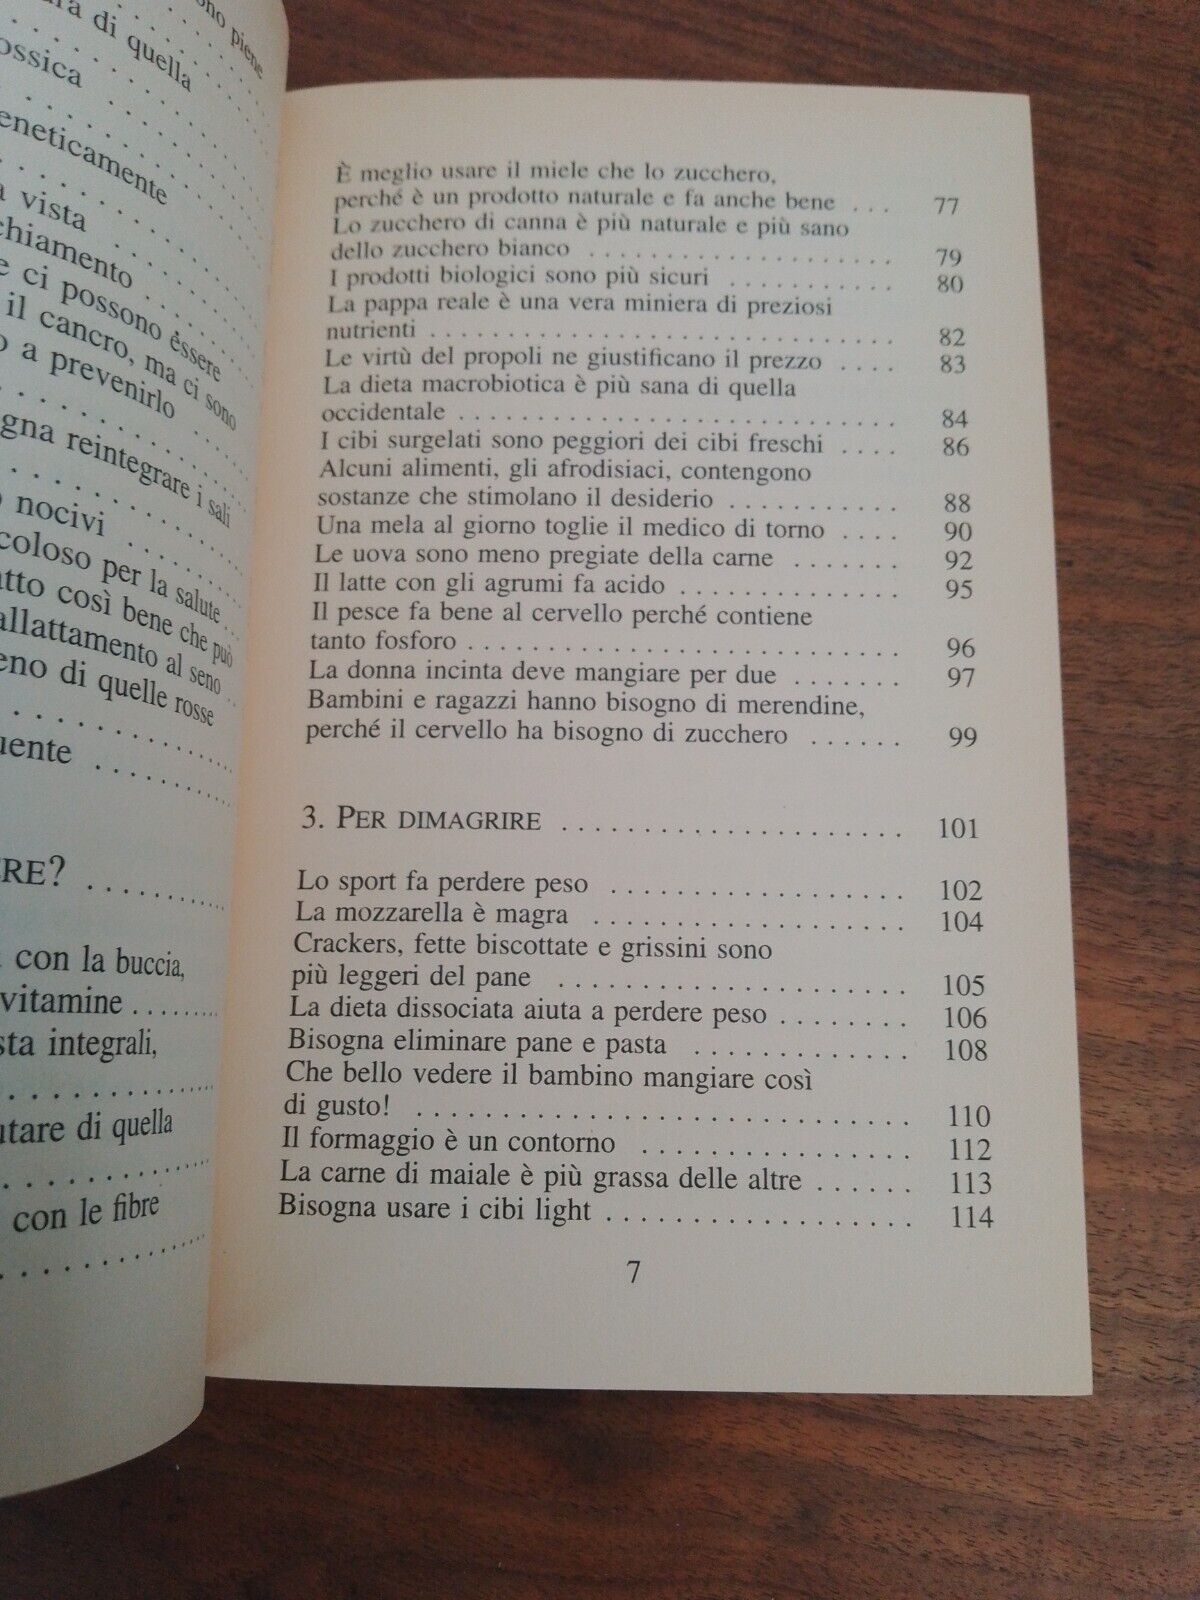 ono piene
ura di quella
ossica
eneticamente
a vista
chiamento
e ci possono essere
il cancro, ma ci sono
o a prevenirlo
gna reintegrare i sali
o nocivi
coloso per la salute
atto così bene che può
allattamento al seno
eno di quelle rosse
uente
ERE?
con la buccia,
vitamine
sta integrali,
utare di quella
con le fibre
È meglio usare il miele che lo zucchero,
perché è un prodotto naturale e fa anche bene . . . 77
Lo zucchero di canna è più naturale e più sano
dello zucchero bianco . . . . . . . . . . . . . . . . . . . . 79
I prodotti biologici sono più sicuri . . . . . . . . . . . 80
La pappa reale è una vera miniera di preziosi
nutrienti . . . . . . . . . . . . . . . . . . . . . . . . . . . . . 82
Le virtù del propoli ne giustificano il prezzo . . . . 83
La dieta macrobiotica è più sana di quella
occidentale . . . . . . . . . . . . . . . . . . . . . . . . . . . 84
I cibi surgelati sono peggiori dei cibi freschi . . . . 86
Alcuni alimenti, gli afrodisiaci, contengono
sostanze che stimolano il desiderio . . . . . . . . . . . 88
Una mela al giorno toglie il medico di torno . . . . 90
Le uova sono meno pregiate della carne . . . . . . . 92
Il latte con gli agrumi fa acido . . . . . . . . . . . . . . 95
Il pesce fa bene al cervello perché contiene
tanto fosforo . . . . . . . . . . . . . . . . . . . . . . . . . . 96
La donna incinta deve mangiare per due . . . . . . . 97
Bambini e ragazzi hanno bisogno di merendine,
perché il cervello ha bisogno di zucchero . . . . . . 99
3. PER DIMAGRIRE . . . . . . . . . . . . . . . . . . . . . 101
Lo sport fa perdere peso . . . . . . . . . . . . . . . . . . 102
La mozzarella è magra . . . . . . . . . . . . . . . . . . . 104
Crackers, fette biscottate e grissini sono
più leggeri del pane . . . . . . . . . . . . . . . . . . . . . 105
La dieta dissociata aiuta a perdere peso . . . . . . . . 106
Bisogna eliminare pane e pasta . . . . . . . . . . . . . 108
Che bello vedere il bambino mangiare così
di gusto! . . . . . . . . . . . . . . . . . . . . . . . . . . . . . 110
Il formaggio è un contorno . . . . . . . . . . . . . . . . 112
La carne di maiale è più grassa delle altre . . . . . . 113
Bisogna usare i cibi light . . . . . . . . . . . . . . . . . . 114
7